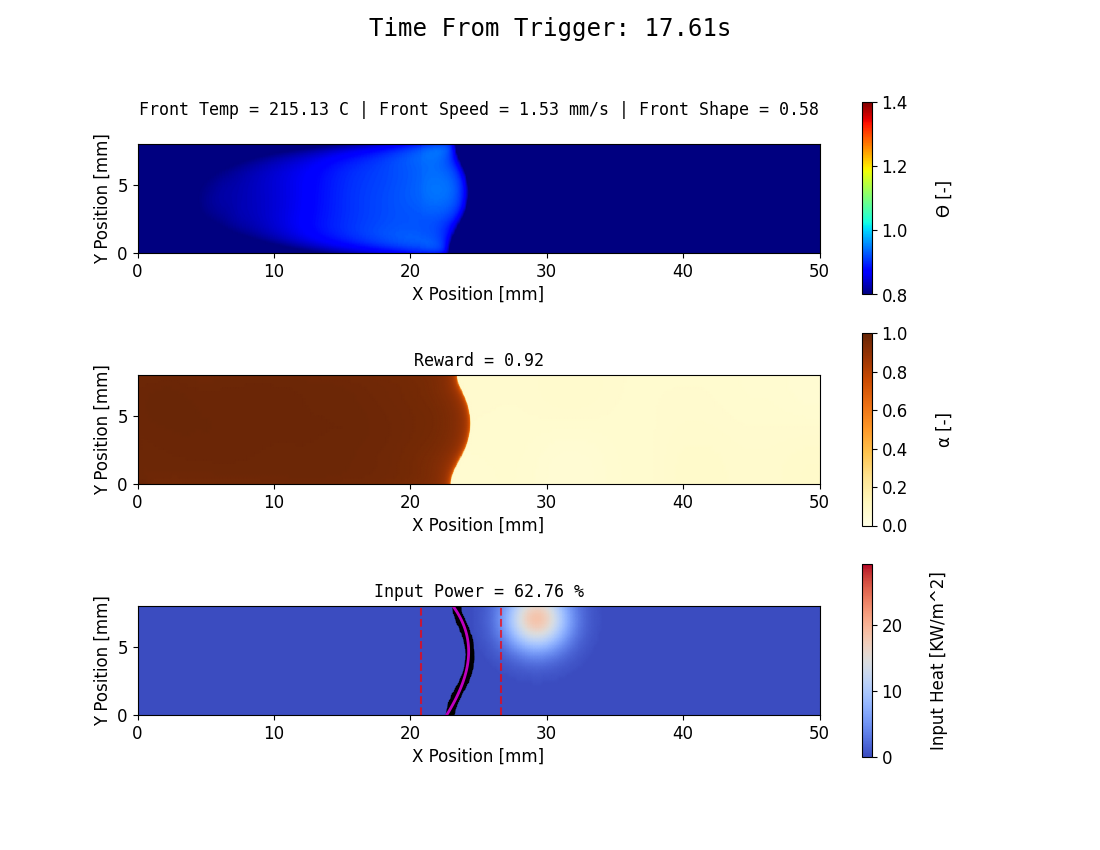 Time From Trigger: 17.61s
Front Temp = 215.13 C | Front Speed = 1.53 mm/s | Front Shape = 0.58
Y Position [mm]
5
0
0 10 20 30 40 50
X Position [mm]
1.4
1.2
1.0
0.8
Θ [-]
Reward = 0.92
Y Position [mm]
5
0
0 10 20 30 40 50
X Position [mm]
1.0
0.8
0.6
0.4
0.2
0.0
α [-]
Input Power = 62.76 %
Y Position [mm]
5
0
0 10 20 30 40 50
X Position [mm]
20
10
0
Input Heat [KW/m^2]